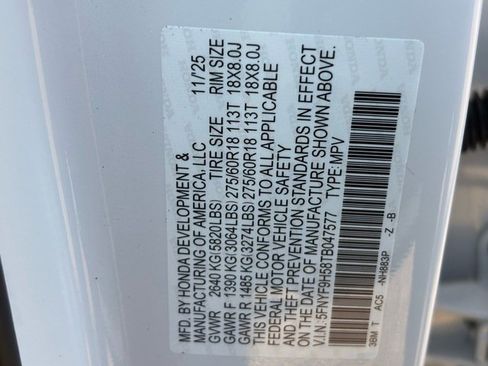 MFD. BY HONDA DEVELOPMENT & 11/25
MANUFACTURING OF AMERICA, LLC
GVWR 2640 KG(5820LBS) TIRE SIZE RIM SIZE
GAWR F 1390 KG(3064LBS) 275/60R18 113T 18X8.0J
GAWR R 1485 KG(3274LBS) 275/60R18 113T 18X8.0J
THIS VEHICLE CONFORMS TO ALL APPLICABLE
FEDERAL MOTOR VEHICLE SAFETY
AND THEFT PREVENTION STANDARDS IN EFFECT
ON THE DATE OF MANUFACTURE SHOWN ABOVE.
V.I.N: 5FNYF9H58TB047577 TYPE:MPV
3BM T AC5 -NH883P -Z -B